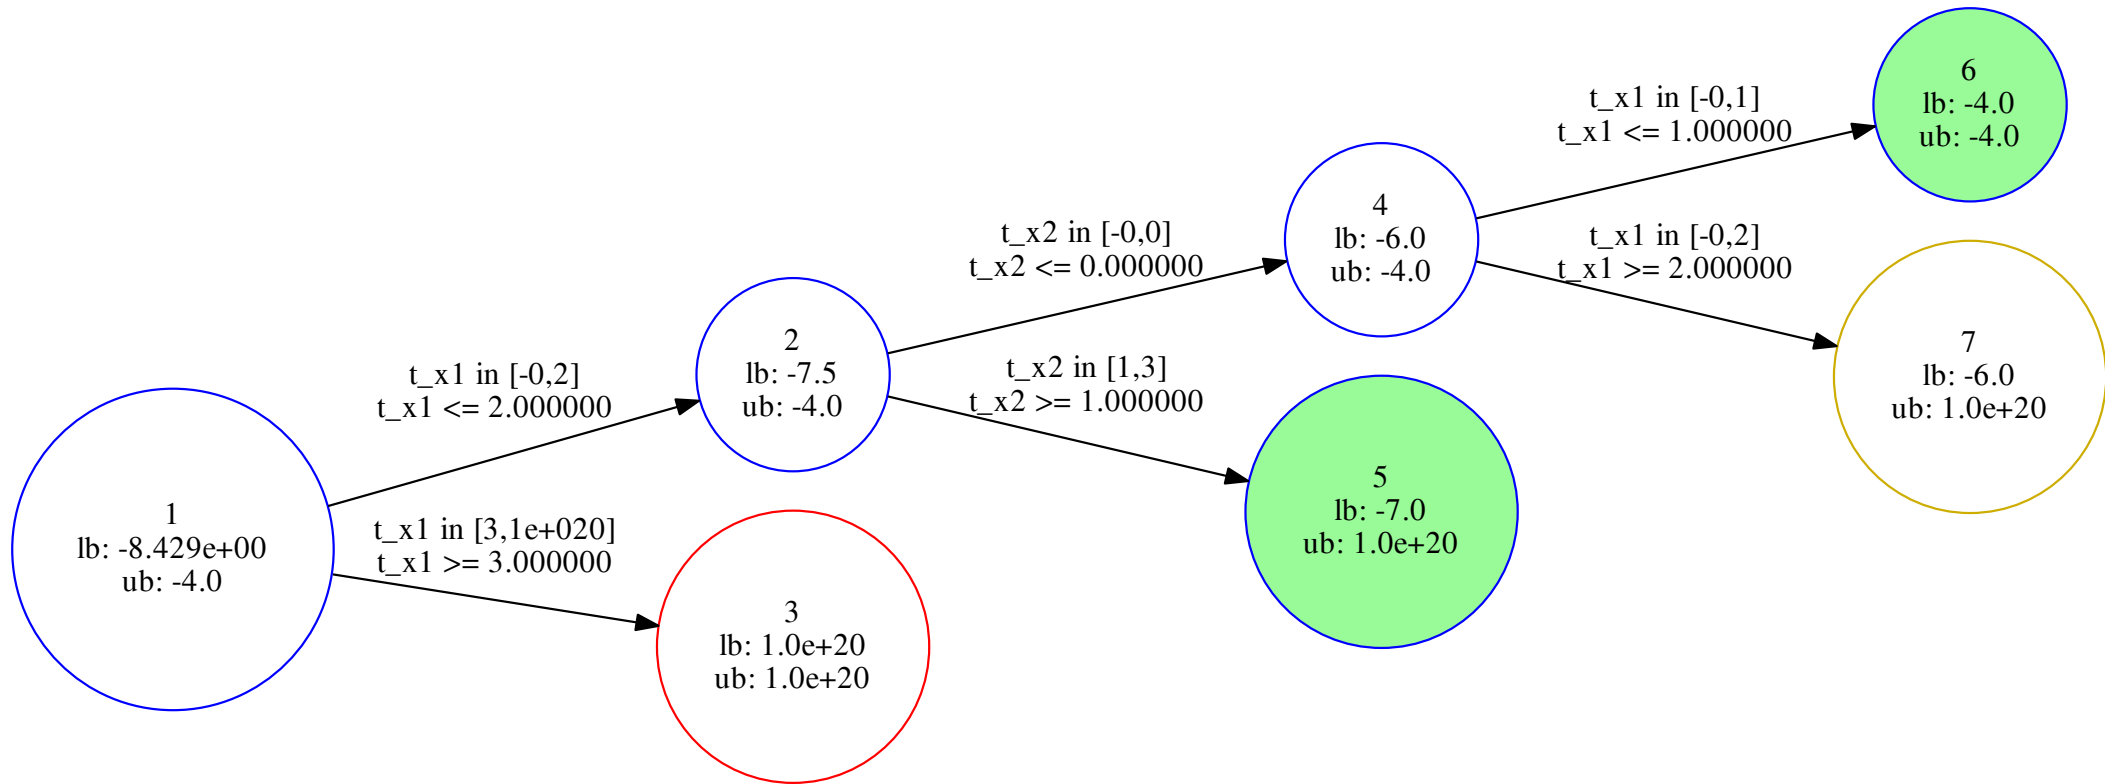 1
lb: -8.429e+00
ub: -4.0
t_x1 in [-0,2]
t_x1 <= 2.000000
t_x1 in [3,1e+020]
t_x1 >= 3.000000
2
lb: -7.5
ub: -4.0
3
lb: 1.0e+20
ub: 1.0e+20
t_x2 in [-0,0]
t_x2 <= 0.000000
t_x2 in [1,3]
t_x2 >= 1.000000
4
lb: -6.0
ub: -4.0
5
lb: -7.0
ub: 1.0e+20
t_x1 in [-0,1]
t_x1 <= 1.000000
t_x1 in [-0,2]
t_x1 >= 2.000000
6
lb: -4.0
ub: -4.0
7
lb: -6.0
ub: 1.0e+20